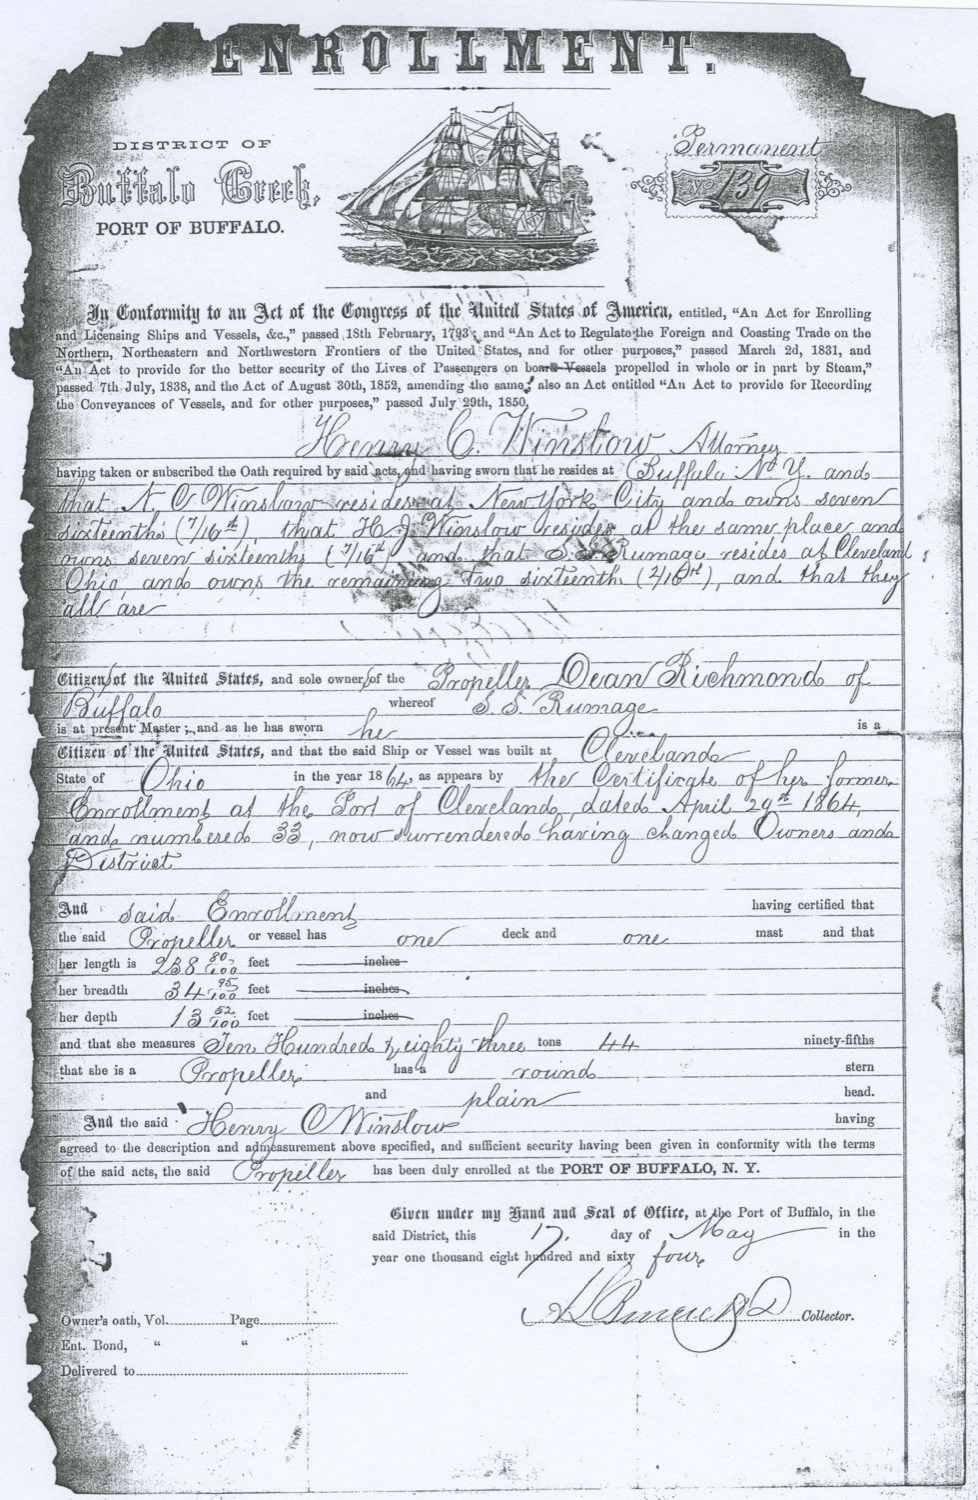 ENROLLMENT.
DISTRICT OF
Buffalo Creek,
PORT OF BUFFALO.
Permanent
No 139
In Conformity to an Act of the Congress of the United States of America, entitled, "An Act for Enrolling
and Licensing Ships and Vessels, &c.," passed 18th February, 1793; and "An Act to Regulate the Foreign and Coasting Trade on the
Northern, Northeastern and Northwestern Frontiers of the United States, and for other purposes," passed March 2d, 1831, and
"An Act to provide for the better security of the Lives of Passengers on board Vessels propelled in whole or in part by Steam,"
passed 7th July, 1838, and the Act of August 30th, 1852, amending the same; also an Act entitled "An Act to provide for Recording
the Conveyances of Vessels, and for other purposes," passed July 29th, 1850,
Henry C. Winslow Attorney
having taken or subscribed the Oath required by said acts, and having sworn that he resides at Buffalo N. Y. and
that N. C Winslow resides at New York City and owns seven
sixteenths (7/16th), that H. J. Winslow resides at the same place and
owns seven sixteenths (7/16th) and that S. S. Rumage resides at Cleveland
Ohio and owns the remaining two sixteenths (2/16th), and that they
all are
Citizens of the United States, and sole owners of the Propeller Dean Richmond of
Buffalo whereof S. S. Rumage
is at present Master; and as he has sworn he is a
Citizen of the United States, and that the said Ship or Vessel was built at Cleveland
State of Ohio in the year 1864, as appears by the Certificate of her former
Enrollment at the Port of Cleveland, dated April 29th 1864,
and numbered 33, now surrendered having changed Owners and
District
And said Enrollment having certified that
the said Propeller or vessel has one deck and one mast and that
her length is 238 80/100 feet inches
her breadth 34 95/100 feet inches
her depth 13 52/100 feet inches
and that she measures Ten Hundred & eighty three tons 44 ninety-fifths
that she is a Propeller has a round stern
and plain head.
And the said Henry C Winslow having
agreed to the description and admeasurement above specified, and sufficient security having been given in conformity with the terms
of the said acts, the said Propeller has been duly enrolled at the PORT OF BUFFALO, N. Y.
Given under my Hand and Seal of Office, at the Port of Buffalo, in the
said District, this 17. day of May in the
year one thousand eight hundred and sixty four
Collector.
Owner's oath, Vol. Page
Ent. Bond, " "
Delivered to